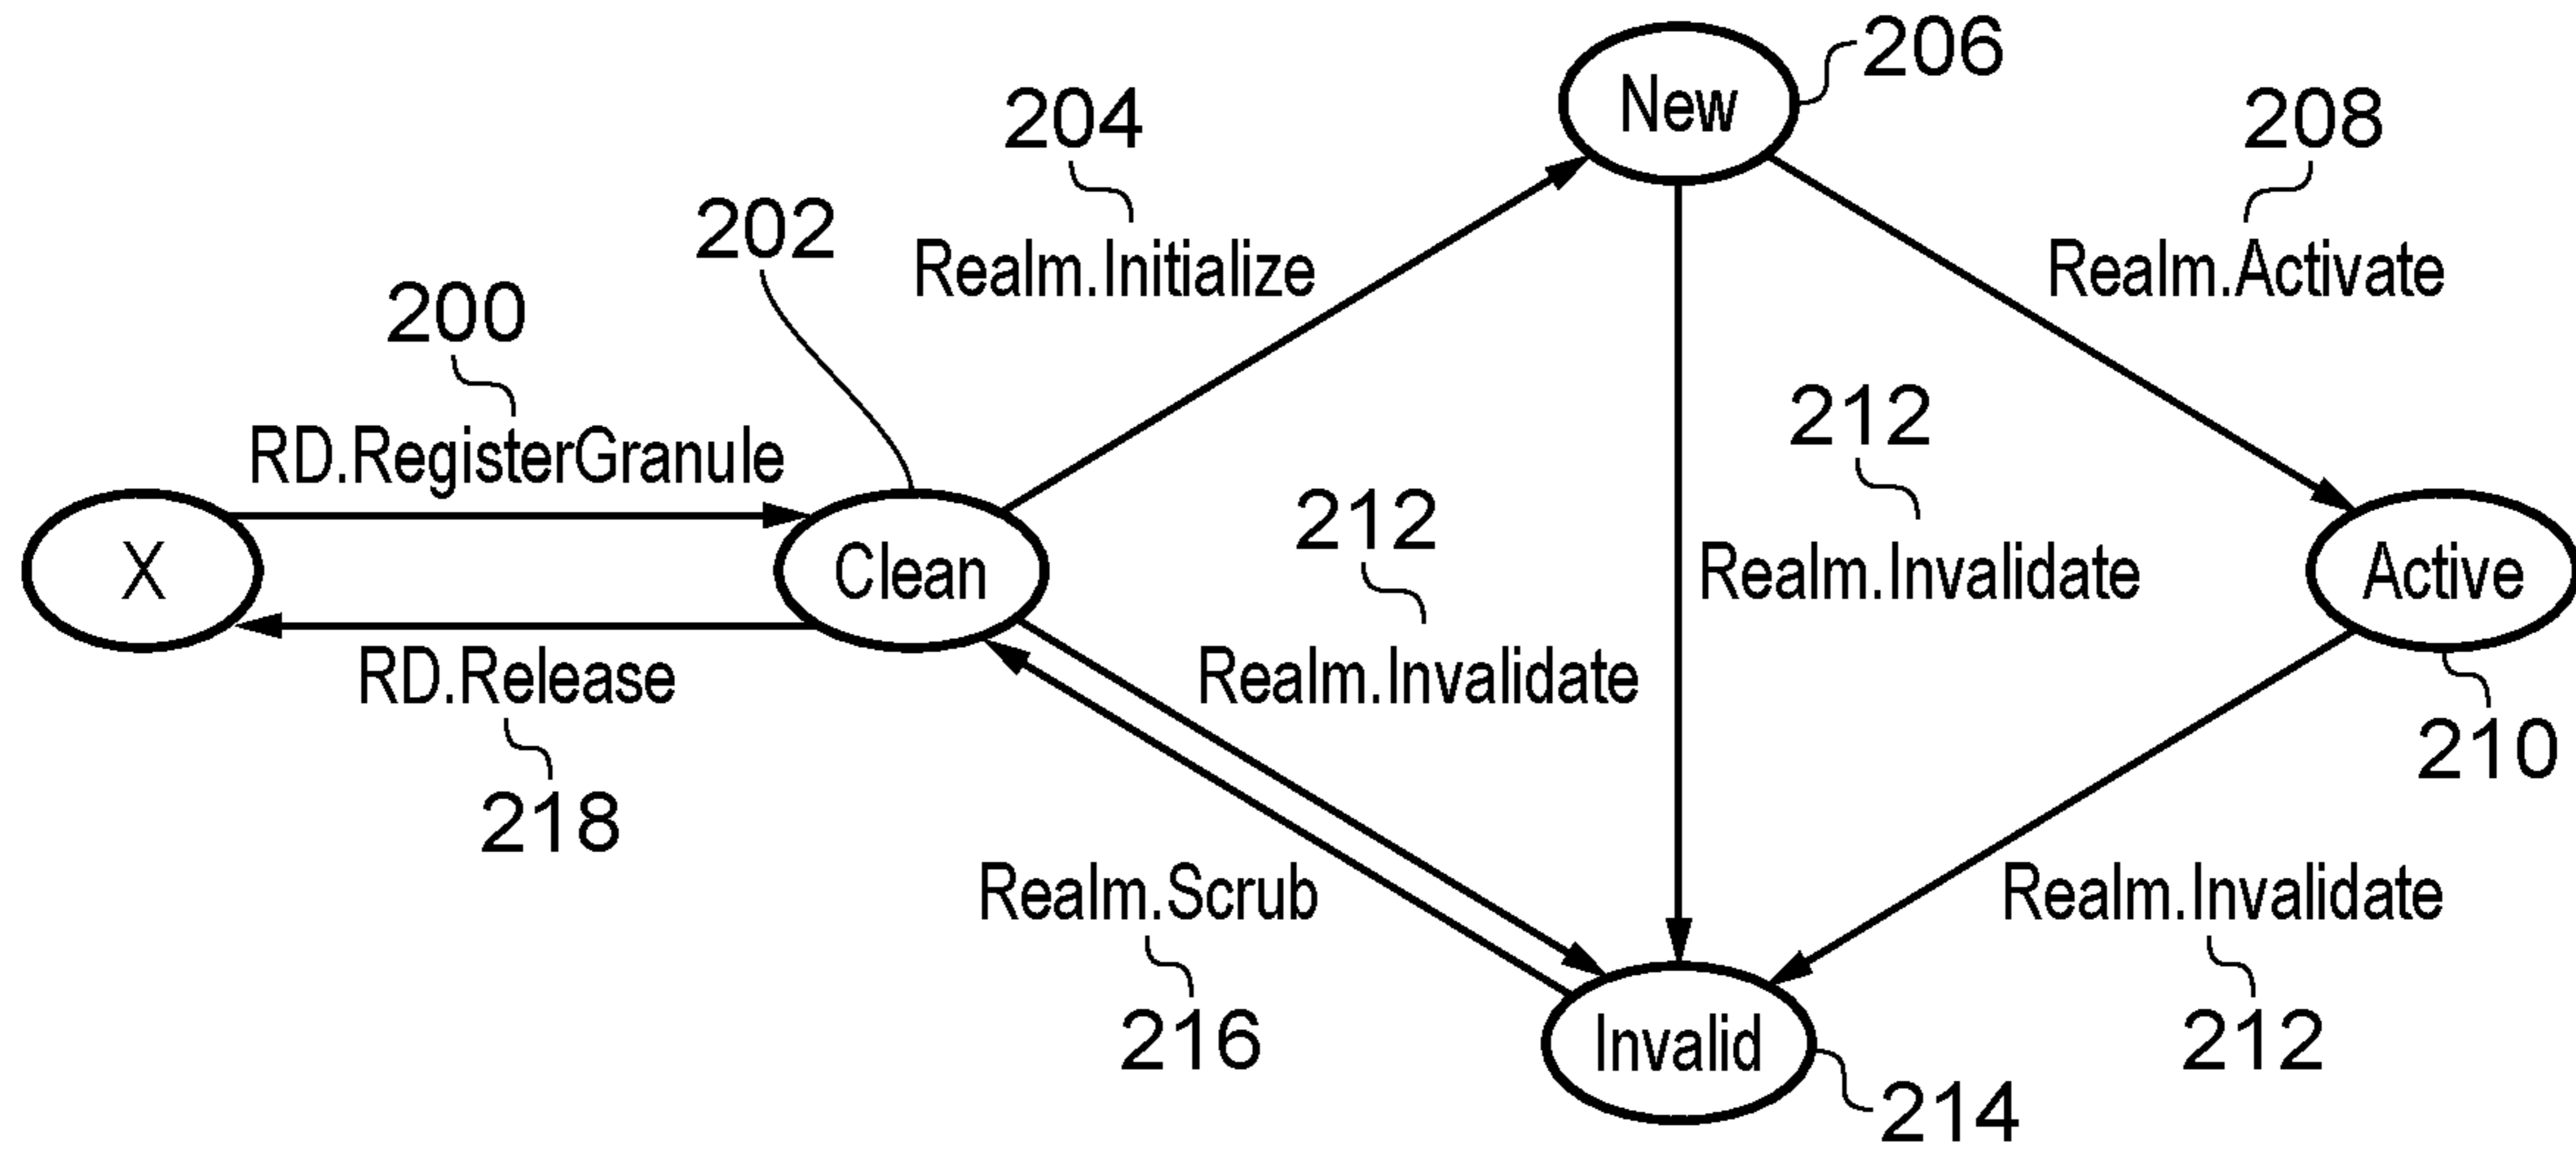 New
206
204
208
202
Realm.Initialize
Realm.Activate
200
212
RD.RegisterGranule
212
X
Clean
Realm.Invalidate
Active
RD.Release
Realm.Invalidate
210
218
Realm.Scrub
Realm.Invalidate
216
Invalid
212
214